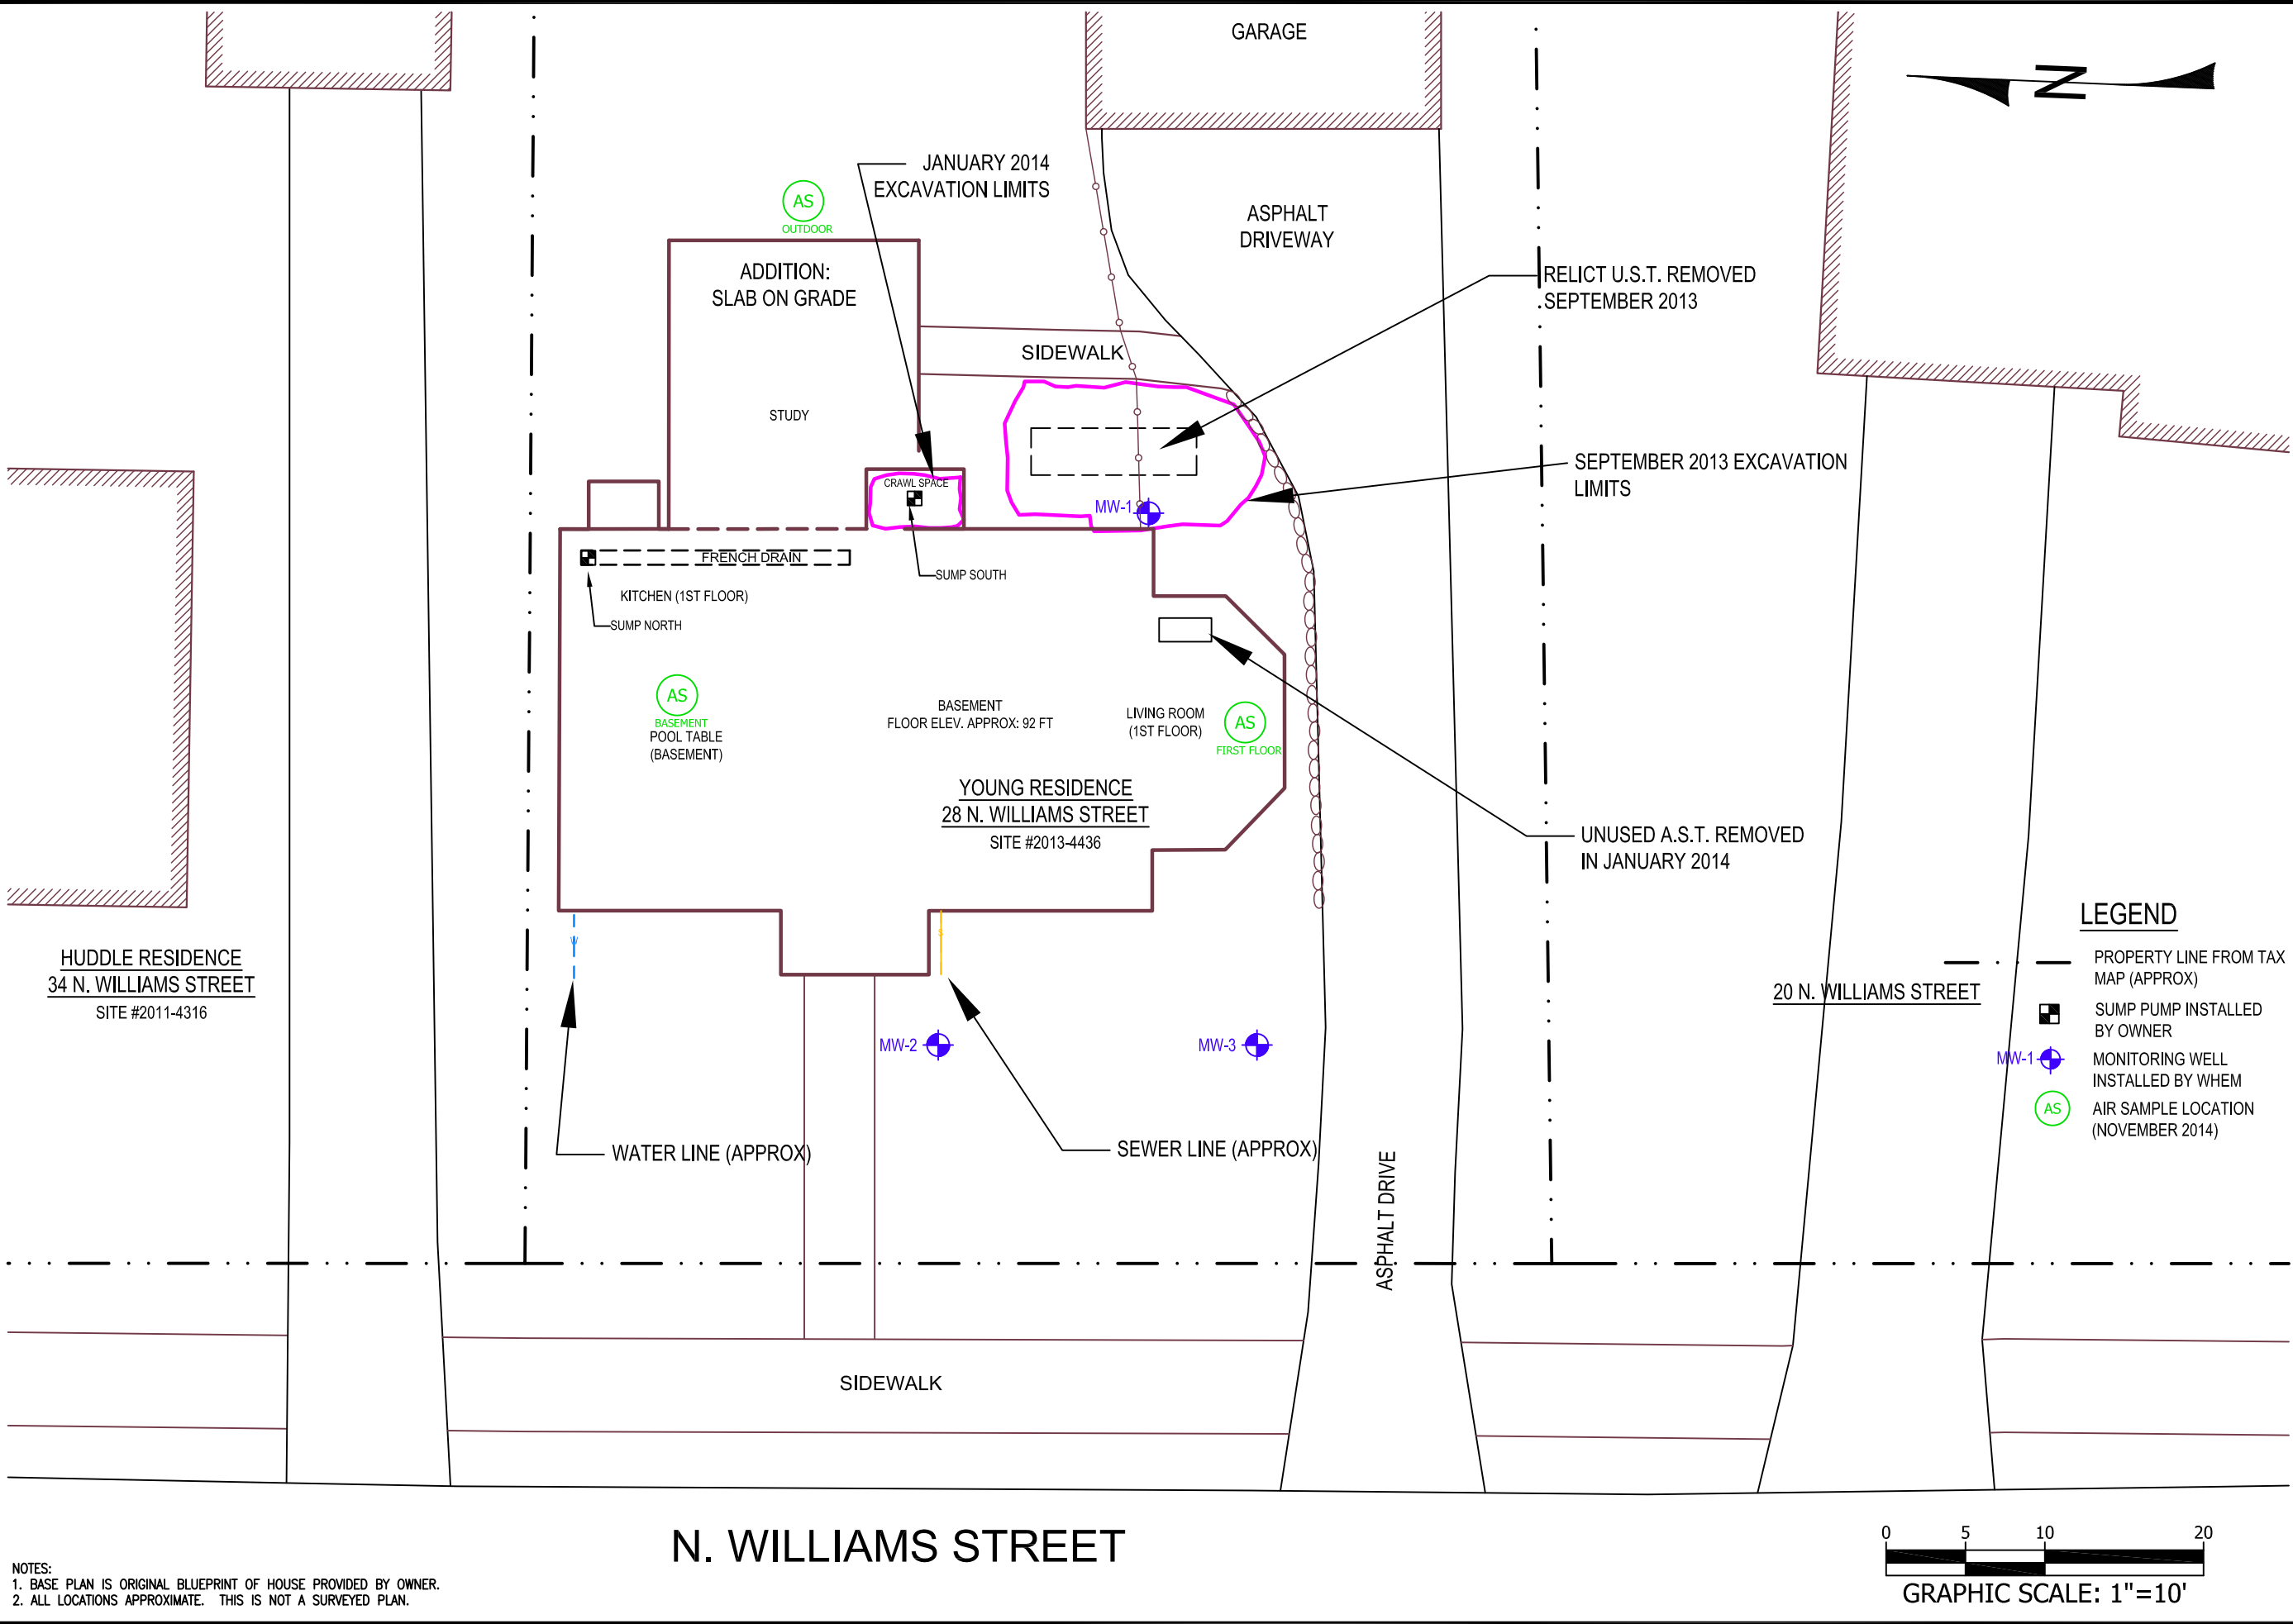 GARAGE
N
JANUARY 2014
EXCAVATION LIMITS
AS
OUTDOOR
ASPHALT
DRIVEWAY
ADDITION:
SLAB ON GRADE
RELICT U.S.T. REMOVED
SEPTEMBER 2013
SIDEWALK
STUDY
SEPTEMBER 2013 EXCAVATION
LIMITS
CRAWL SPACE
MW-1
FRENCH DRAIN
SUMP SOUTH
KITCHEN (1ST FLOOR)
SUMP NORTH
AS
BASEMENT
POOL TABLE
(BASEMENT)
BASEMENT
FLOOR ELEV. APPROX: 92 FT
LIVING ROOM
(1ST FLOOR)
AS
FIRST FLOOR
YOUNG RESIDENCE
28 N. WILLIAMS STREET
SITE #2013-4436
UNUSED A.S.T. REMOVED
IN JANUARY 2014
W
S
HUDDLE RESIDENCE
34 N. WILLIAMS STREET
SITE #2011-4316
20 N. WILLIAMS STREET
LEGEND
PROPERTY LINE FROM TAX
MAP (APPROX)
SUMP PUMP INSTALLED
BY OWNER
MW-1
MONITORING WELL
INSTALLED BY WHEM
AS
AIR SAMPLE LOCATION
(NOVEMBER 2014)
MW-2
MW-3
WATER LINE (APPROX)
SEWER LINE (APPROX)
ASPHALT DRIVE
SIDEWALK
N. WILLIAMS STREET
0 5 10 20
GRAPHIC SCALE: 1"=10'
NOTES:
1. BASE PLAN IS ORIGINAL BLUEPRINT OF HOUSE PROVIDED BY OWNER.
2. ALL LOCATIONS APPROXIMATE. THIS IS NOT A SURVEYED PLAN.